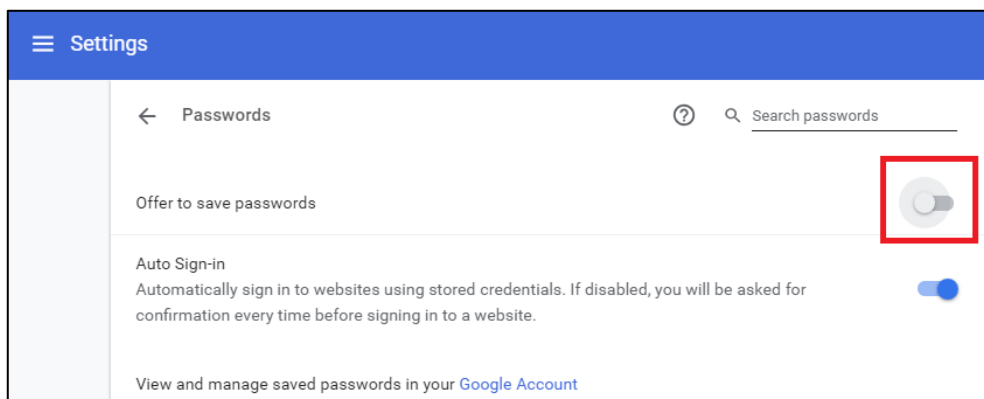 Settings
Passwords
Search passwords
Offer to save passwords
Auto Sign-in
Automatically sign in to websites using stored credentials. If disabled, you will be asked for
confirmation every time before signing in to a website.
View and manage saved passwords in your Google Account